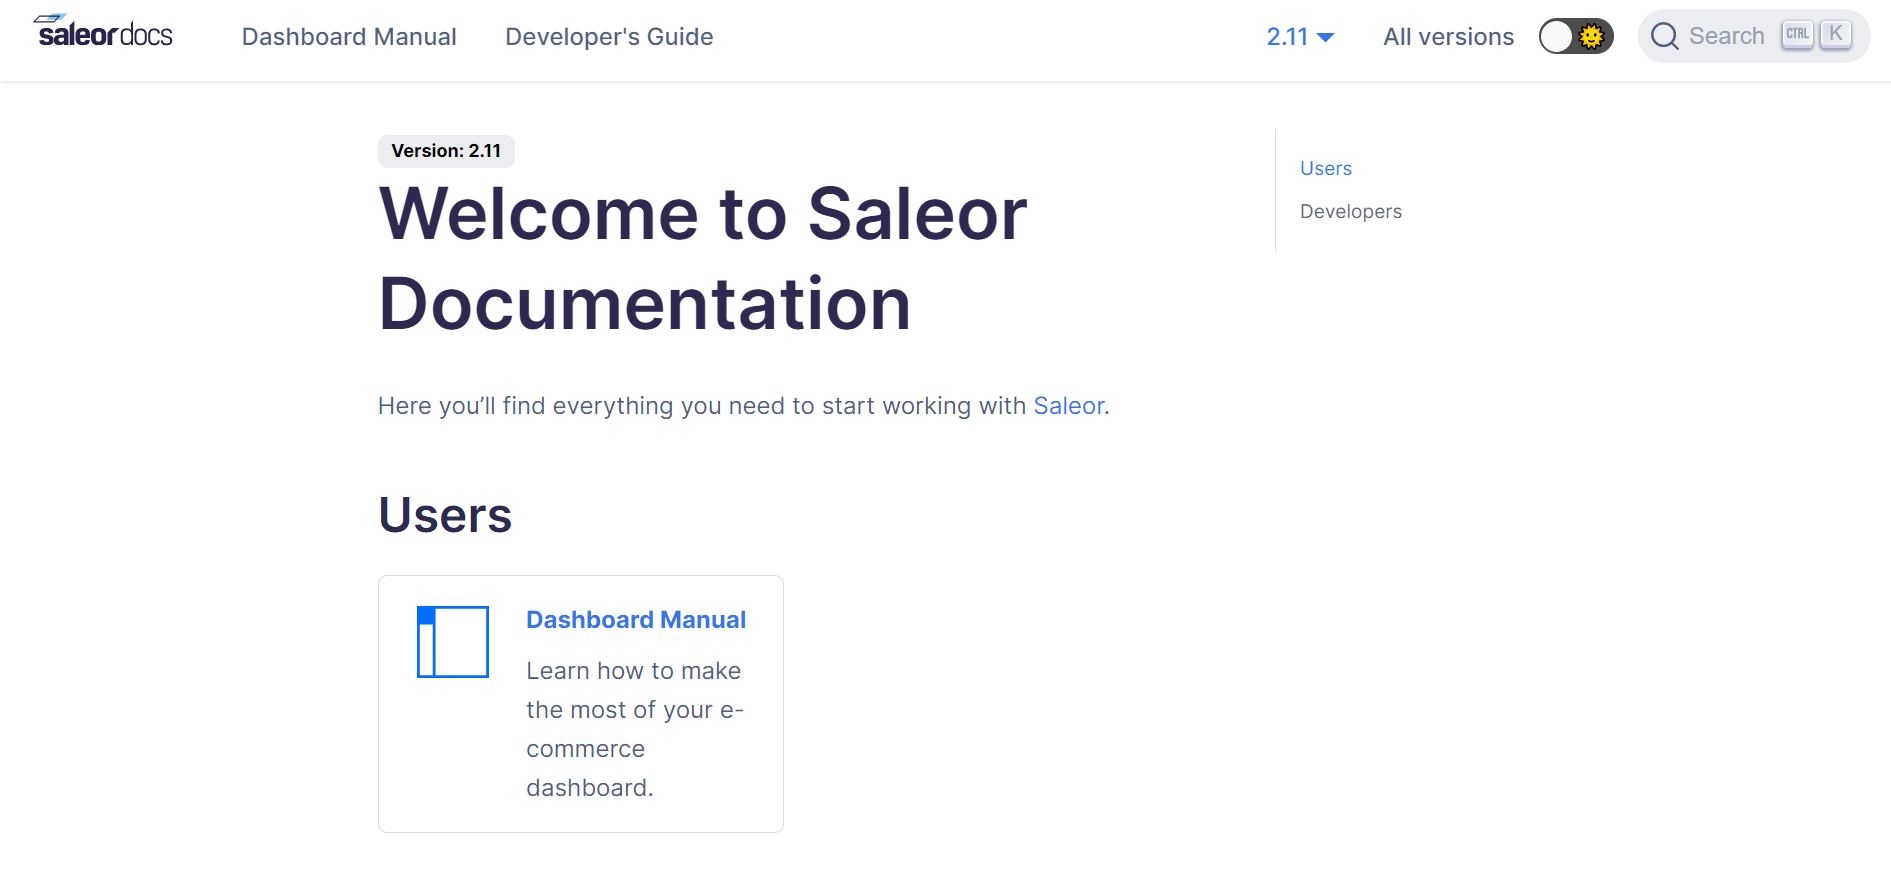 saleor docs
Dashboard Manual
Developer's Guide
2.11
All versions
Search
CTRL
K
Version: 2.11
Users
Developers
Welcome to Saleor
Documentation
Here you’ll find everything you need to start working with Saleor.
Users
Dashboard Manual
Learn how to make
the most of your e-
commerce
dashboard.